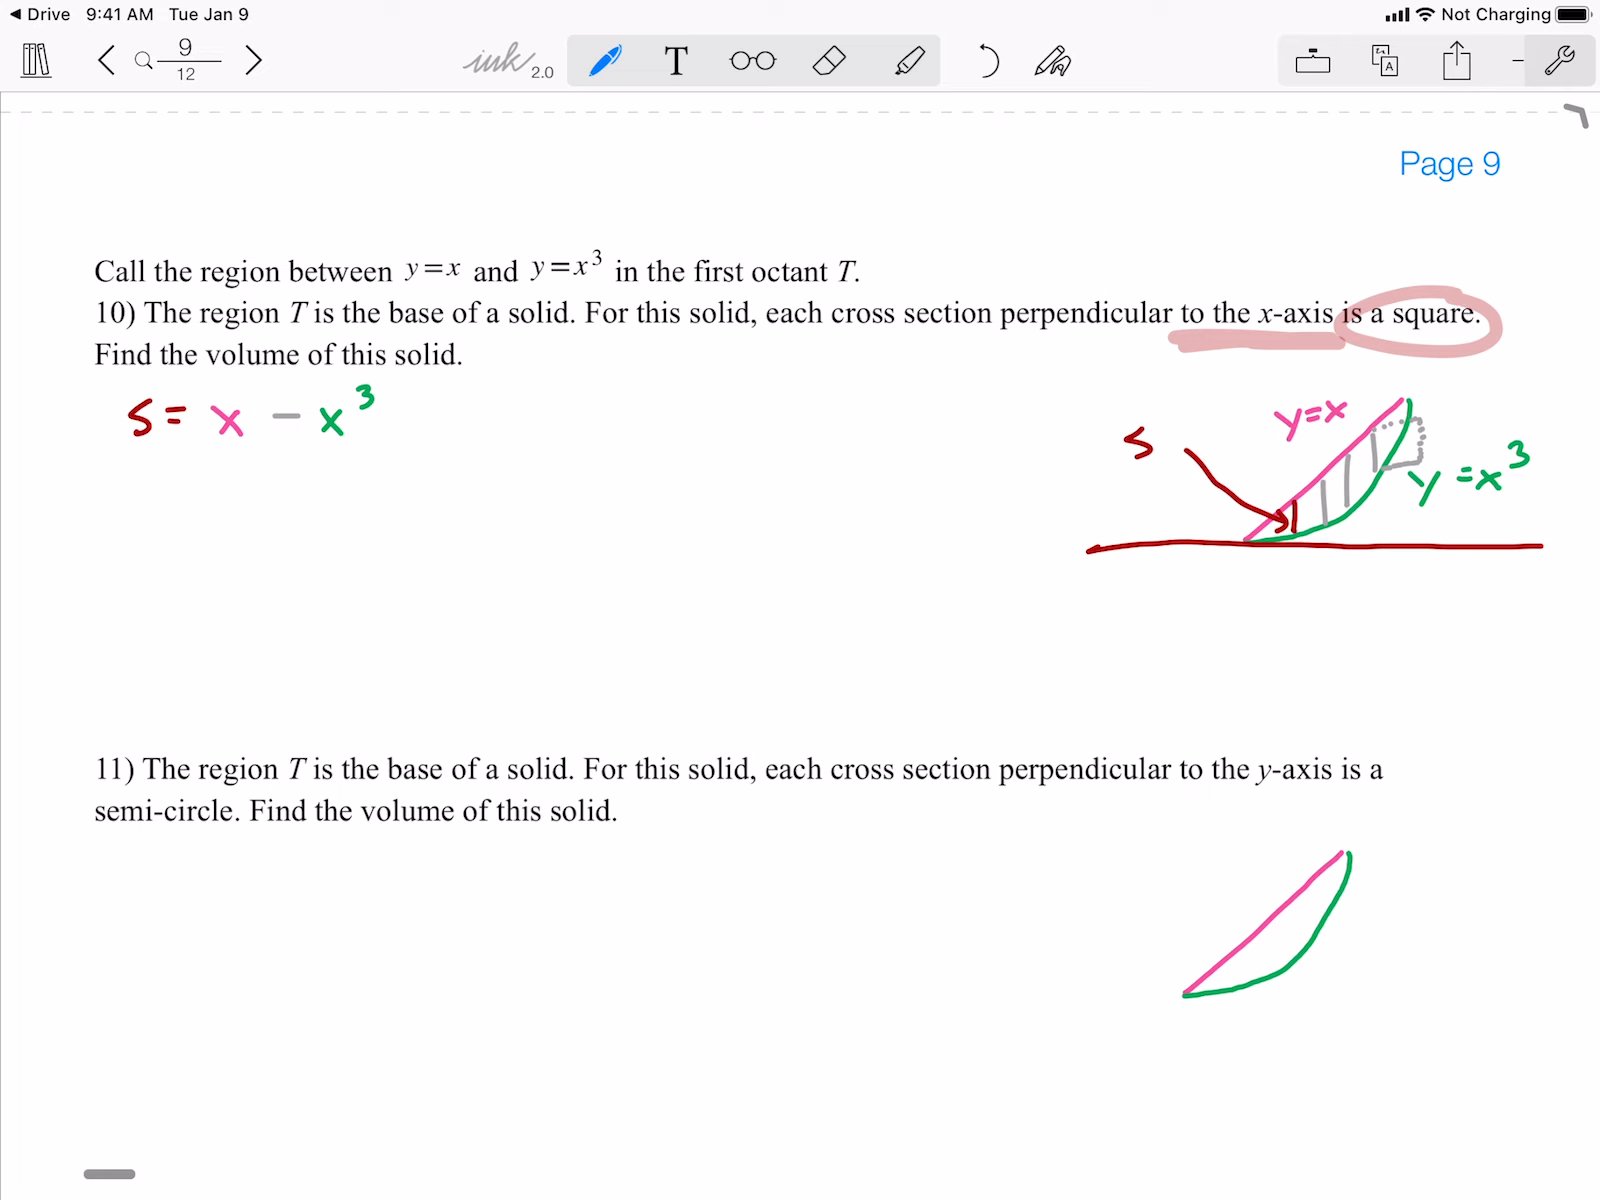 Drive 9:41 AM Tue Jan 9 Not Charging
9
12
ink 2.0 T A
Page 9
Call the region between y=x and y=x³ in the first octant T.
10) The region T is the base of a solid. For this solid, each cross section perpendicular to the x-axis is a square.
Find the volume of this solid.
S = x − x³
S
y=x
y=x³
11) The region T is the base of a solid. For this solid, each cross section perpendicular to the y-axis is a
semi-circle. Find the volume of this solid.